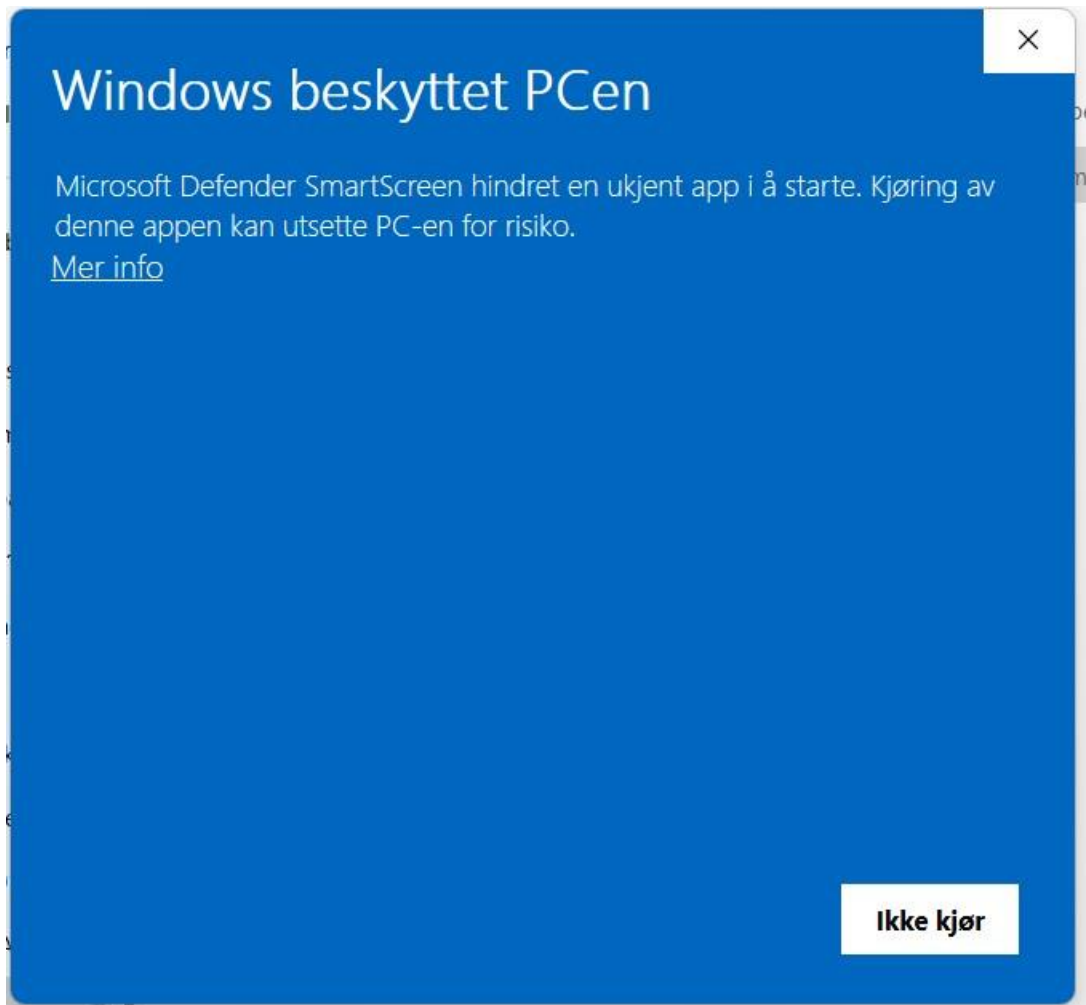 Windows beskyttet PCen
Microsoft Defender SmartScreen hindret en ukjent app i å starte. Kjøring av
denne appen kan utsette PC-en for risiko.
Mer info
Ikke kjør